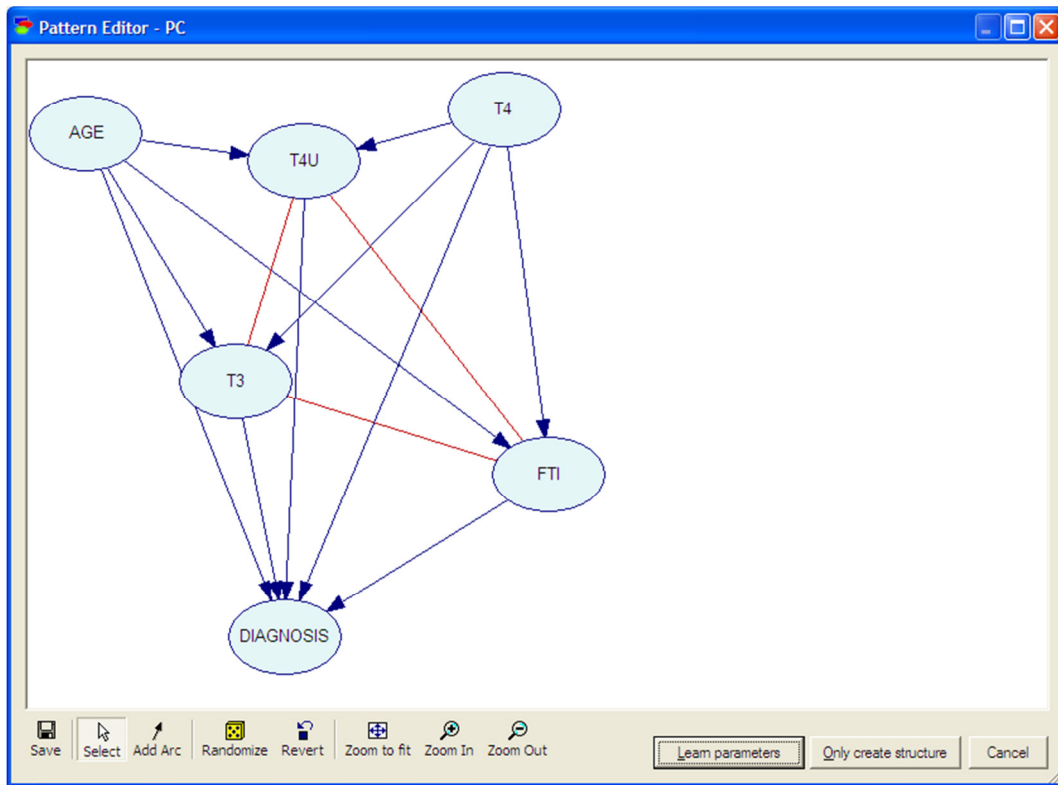 Pattern Editor - PC
AGE
T4
T4U
T3
FTI
DIAGNOSIS
Save
Select
Add Arc
Randomize
Revert
Zoom to fit
Zoom In
Zoom Out
Learn parameters
Only create structure
Cancel